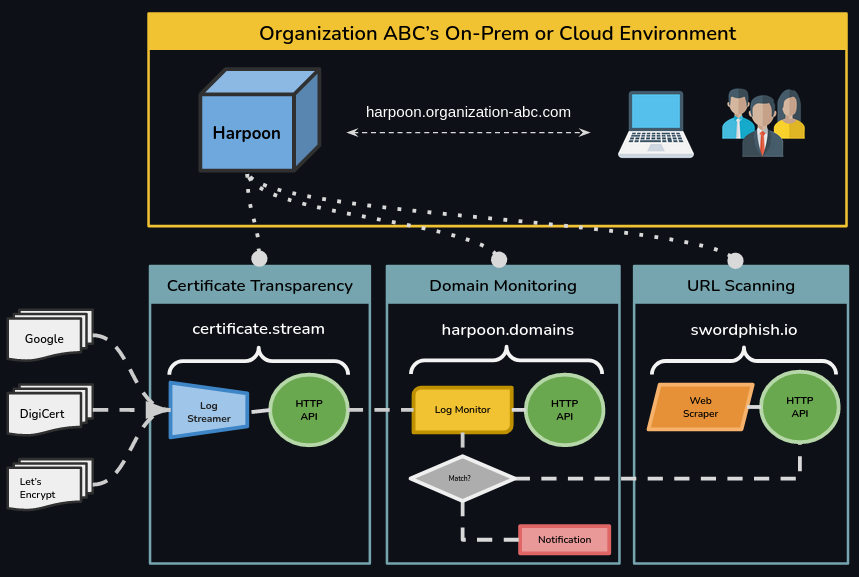 Organization ABC's On-Prem or Cloud Environment
Harpoon
harpoon.organization-abc.com
Certificate Transparency
Domain Monitoring
URL Scanning
certificate.stream
harpoon.domains
swordphish.io
Google
DigiCert
Let's
Encrypt
Log
Streamer
HTTP
API
Log Monitor
HTTP
API
Web
Scraper
HTTP
API
Match?
Notification